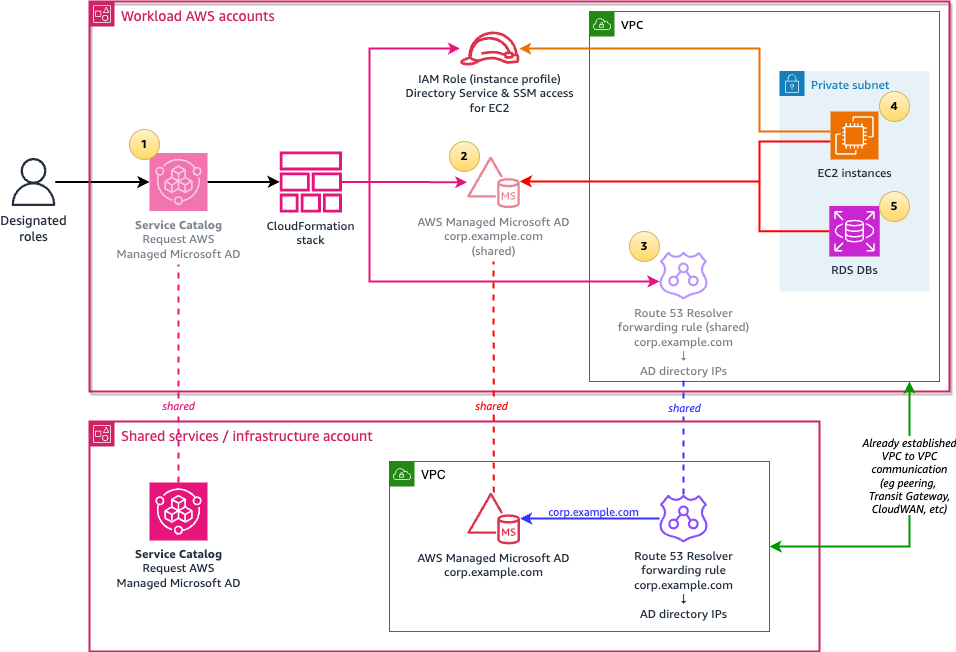 Workload AWS accounts
VPC
IAM Role (instance profile)
Directory Service & SSM access
for EC2
Private subnet
4
EC2 instances
5
RDS DBs
1
Designated
roles
Service Catalog
Request AWS
Managed Microsoft AD
CloudFormation
stack
2
MS
AWS Managed Microsoft AD
corp.example.com
(shared)
3
Route 53 Resolver
forwarding rule (shared)
corp.example.com
↓
AD directory IPs
shared
shared
shared
Already established
VPC to VPC
communication
(eg peering,
Transit Gateway,
CloudWAN, etc)
Shared services / infrastructure account
VPC
Service Catalog
Request AWS
Managed Microsoft AD
MS
AWS Managed Microsoft AD
corp.example.com
corp.example.com
Route 53 Resolver
forwarding rule
corp.example.com
↓
AD directory IPs